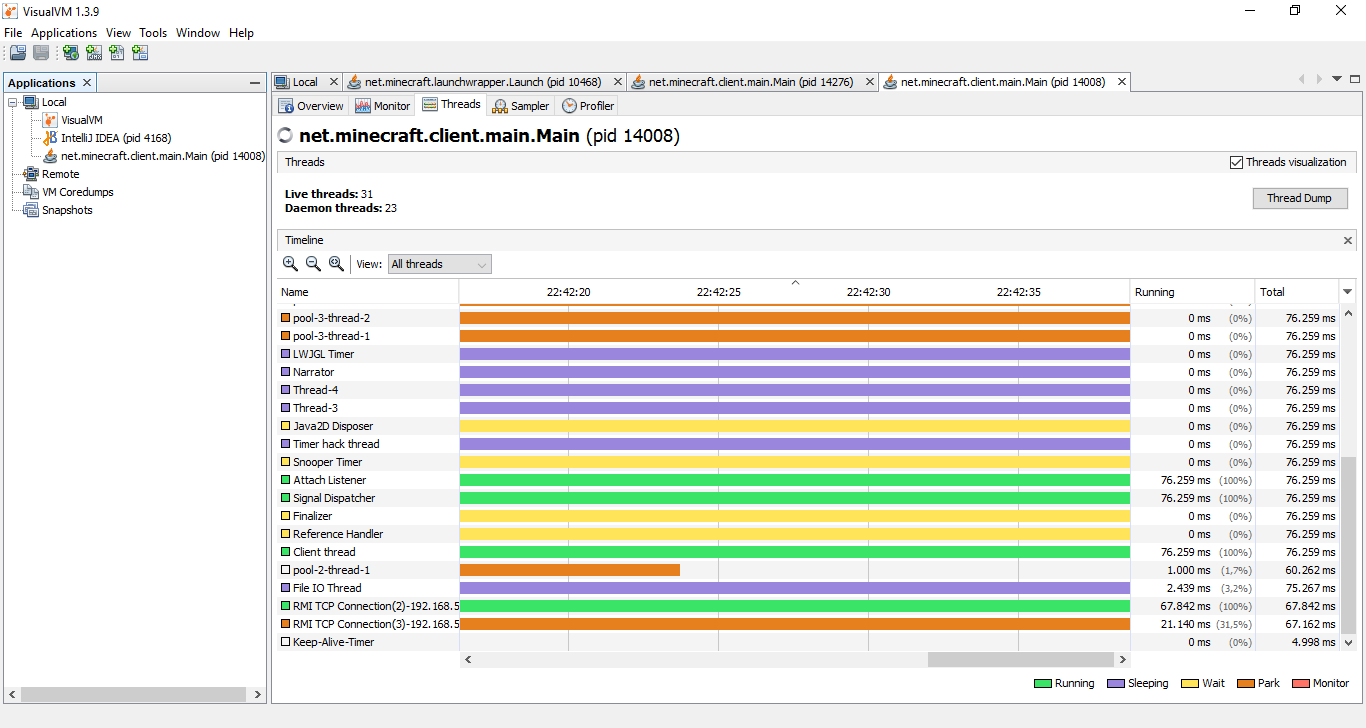 VisualVM 1.3.9
File Applications View Tools Window Help
Applications
Local
VisualVM
IntelliJ IDEA (pid 4168)
net.minecraft.client.main.Main (pid 14008)
Remote
VM Coredumps
Snapshots
Local net.minecraft.launchwrapper.Launch (pid 10468) net.minecraft.client.main.Main (pid 14276) net.minecraft.client.main.Main (pid 14008)
Overview Monitor Threads Sampler Profiler
net.minecraft.client.main.Main (pid 14008)
Threads Threads visualization
Live threads: 31
Daemon threads: 23
Thread Dump
Timeline
View: All threads
Name 22:42:20 22:42:25 22:42:30 22:42:35 Running Total
pool-3-thread-2 0 ms (0%) 76.259 ms
pool-3-thread-1 0 ms (0%) 76.259 ms
LWJGL Timer 0 ms (0%) 76.259 ms
Narrator 0 ms (0%) 76.259 ms
Thread-4 0 ms (0%) 76.259 ms
Thread-3 0 ms (0%) 76.259 ms
Java2D Disposer 0 ms (0%) 76.259 ms
Timer hack thread 0 ms (0%) 76.259 ms
Snooper Timer 0 ms (0%) 76.259 ms
Attach Listener 76.259 ms (100%) 76.259 ms
Signal Dispatcher 76.259 ms (100%) 76.259 ms
Finalizer 0 ms (0%) 76.259 ms
Reference Handler 0 ms (0%) 76.259 ms
Client thread 76.259 ms (100%) 76.259 ms
pool-2-thread-1 1.000 ms (1,7%) 60.262 ms
File IO Thread 2.439 ms (3,2%) 75.267 ms
RMI TCP Connection(2)-192.168.5 67.842 ms (100%) 67.842 ms
RMI TCP Connection(3)-192.168.5 21.140 ms (31,5%) 67.162 ms
Keep-Alive-Timer 0 ms (0%) 4.998 ms
Running Sleeping Wait Park Monitor